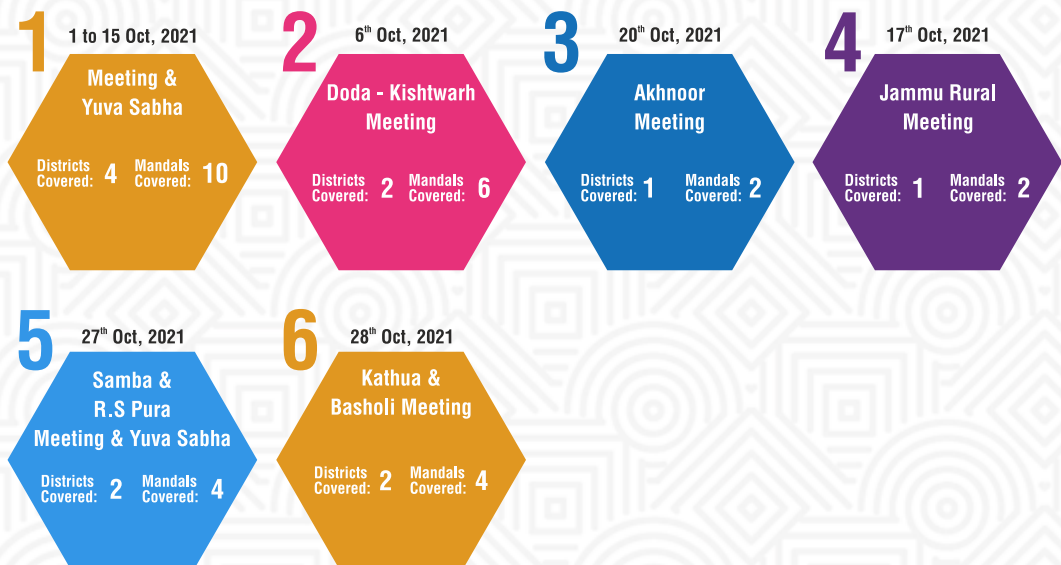 1
1 to 15 Oct, 2021
Meeting &
Yuva Sabha
Districts
Covered: 4
Mandals
Covered: 10
2
6th Oct, 2021
Doda - Kishtwarh
Meeting
Districts
Covered: 2
Mandals
Covered: 6
3
20th Oct, 2021
Akhnoor
Meeting
Districts
Covered: 1
Mandals
Covered: 2
4
17th Oct, 2021
Jammu Rural
Meeting
Districts
Covered: 1
Mandals
Covered: 2
5
27th Oct, 2021
Samba &
R.S Pura
Meeting & Yuva Sabha
Districts
Covered: 2
Mandals
Covered: 4
6
28th Oct, 2021
Kathua &
Basholi Meeting
Districts
Covered: 2
Mandals
Covered: 4